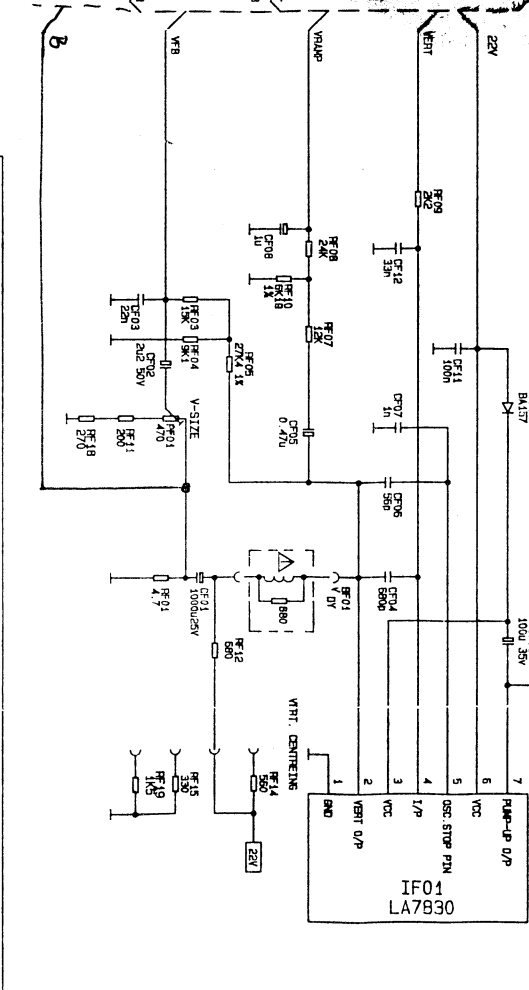 B
VFB
VRAMP
VERT
22V
RF09
2K2
CF08
1u
RF08
24K
CF12
33n
RF10
6K18
1%
RF07
12K
CF03
22n
RF03
15K
RF04
9K1
CF02
2u2 50V
RF05
27K4 1%
CF11
100n
BA157
CF07
1n
CF05
0.47u
V-SIZE
PF01
470
RF11
200
RF18
270
CF06
56p
RF01
4.7
CF01
1000u25V
680
BF01
V DY
CF04
680p
RF12
680
100u 35V
VIRT. CENTREING
RF19
1K5
RF15
330
RF14
560
22V
1
2
3
4
5
6
7
GND
VERT O/P
VCC
I/P
OSC.STOP PIN
VCC
PUMP-UP O/P
IF01
LA7830